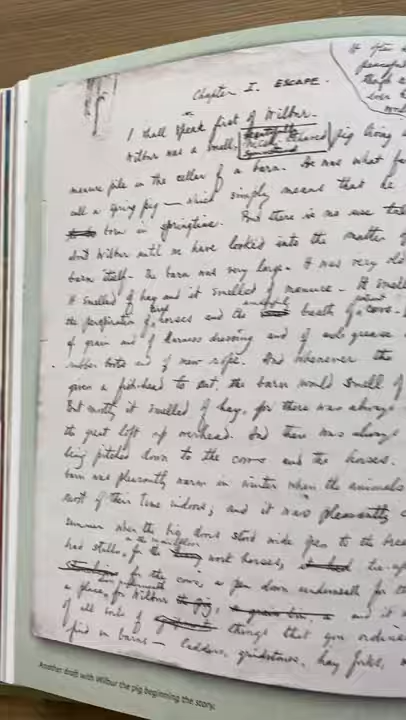 Chapter I. ESCAPE.
I shall speak first of Wilbur.
Wilbur was a small, nicely behaved pig living
manure pile in the cellar of a barn. He was what
call a spring pig — which simply means that he
born in springtime. But there is no use
about Wilbur until we have looked into the matter
barn itself. The barn was very large. It was very old
It smelled of hay and it smelled of manure. It
the perspiration of tired horses and the breath of patient cows.
of grain and of harness dressing and of axle grease
rubber boots and of new rope. And whenever the
given a fish-head to eat, the barn would smell of
But mostly it smelled of hay, for there was always
the great loft up overhead. And there was always
being pitched down to the cows and the horses.
barn was pleasantly warm in winter when the animals
most of their time indoors, and it was pleasantly
summer when the big doors stood wide open to the
had stalls for the work horses, tie-ups
for the cows, a pen down underneath for
a place for Wilbur and it
of all sorts of things that you
find in barns — ladders, grindstones, hay forks,
Another draft with Wilbur the pig beginning the story.